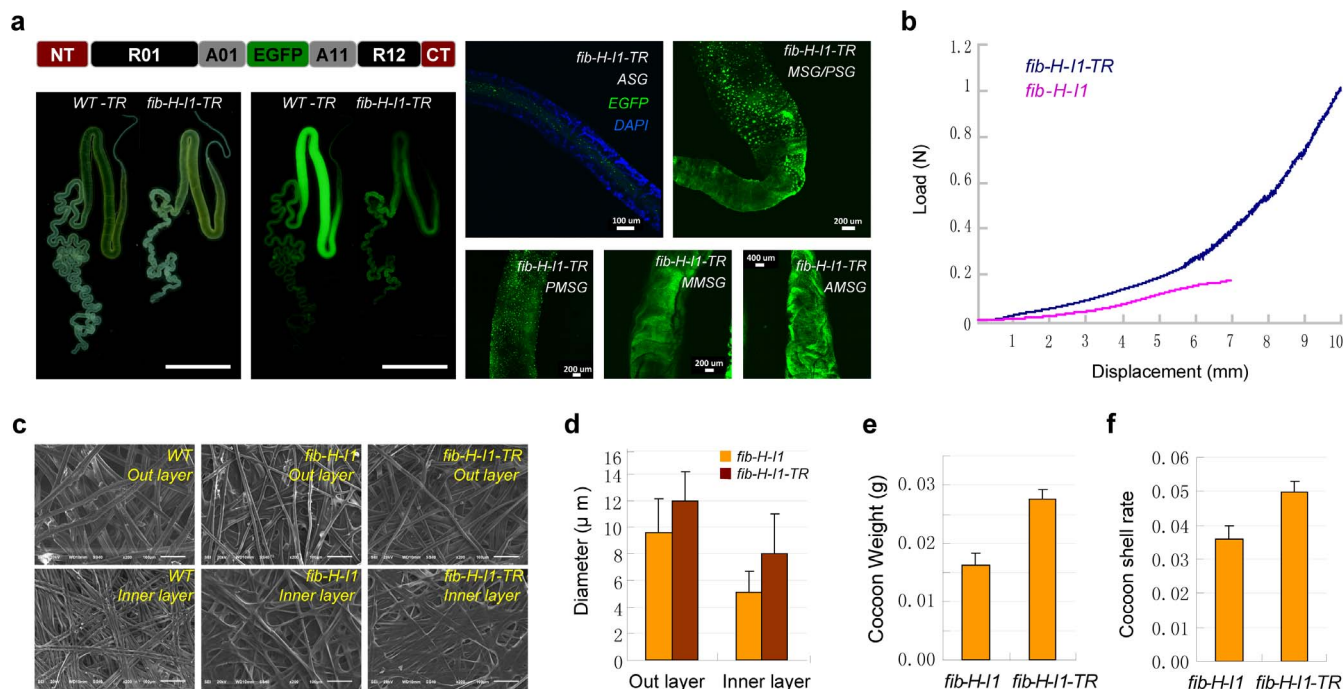 a
NT R01 A01 EGFP A11 R12 CT
WT -TR fib-H-I1-TR
WT -TR fib-H-I1-TR
fib-H-I1-TR
ASG
EGFP
DAPI
100 um
fib-H-I1-TR
MSG/PSG
200 um
fib-H-I1-TR
PMSG
200 um
fib-H-I1-TR
MMSG
200 um
400 um
fib-H-I1-TR
AMSG
b
fib-H-I1-TR
fib-H-I1
Load (N)
1.2
1
0.8
0.6
0.4
0.2
0
1 2 3 4 5 6 7 8 9 10
Displacement (mm)
c
WT
Out layer
fib-H-I1
Out layer
fib-H-I1-TR
Out layer
WT
Inner layer
fib-H-I1
Inner layer
fib-H-I1-TR
Inner layer
d
fib-H-I1
fib-H-I1-TR
Diameter (μ m)
16
14
12
10
8
6
4
2
0
Out layer Inner layer
e
Cocoon Weight (g)
0.03
0.02
0.01
0.00
fib-H-I1 fib-H-I1-TR
f
Cocoon shell rate
0.06
0.05
0.04
0.03
0.02
0.01
0.00
fib-H-I1 fib-H-I1-TR